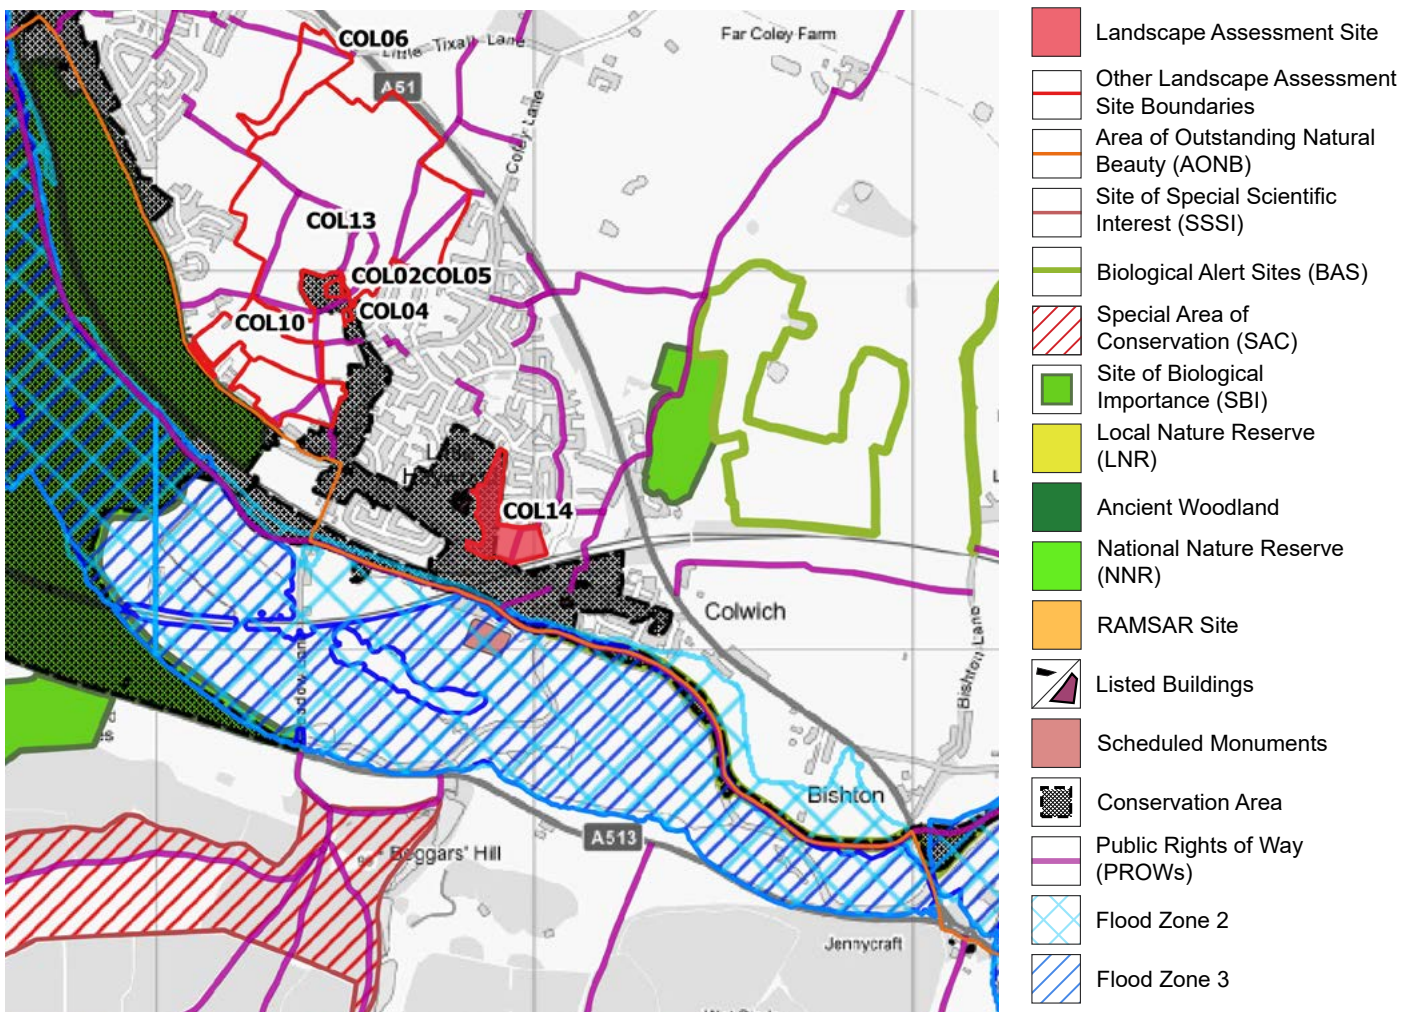 COL06
Little Tixall Lane
Far Coley Farm
A51
Coley Lane
COL13
COL02COL05
COL04
COL10
COL14
Colwich
Bishton Lane
Bishton
A513
Beggars' Hill
Jennycraft
Landscape Assessment Site
Other Landscape Assessment
Site Boundaries
Area of Outstanding Natural
Beauty (AONB)
Site of Special Scientific
Interest (SSSI)
Biological Alert Sites (BAS)
Special Area of
Conservation (SAC)
Site of Biological
Importance (SBI)
Local Nature Reserve
(LNR)
Ancient Woodland
National Nature Reserve
(NNR)
RAMSAR Site
Listed Buildings
Scheduled Monuments
Conservation Area
Public Rights of Way
(PROWs)
Flood Zone 2
Flood Zone 3